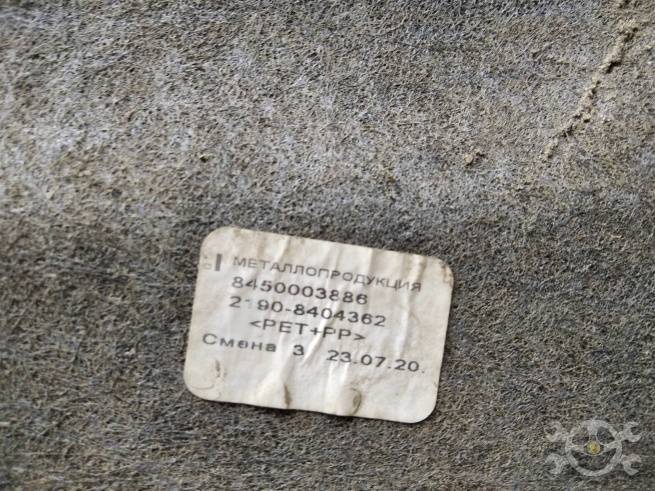 МЕТАЛЛОПРОДУКЦИЯ
8450003886
2190-8404362
<PET+PP>
Смена 3 23.07.20.